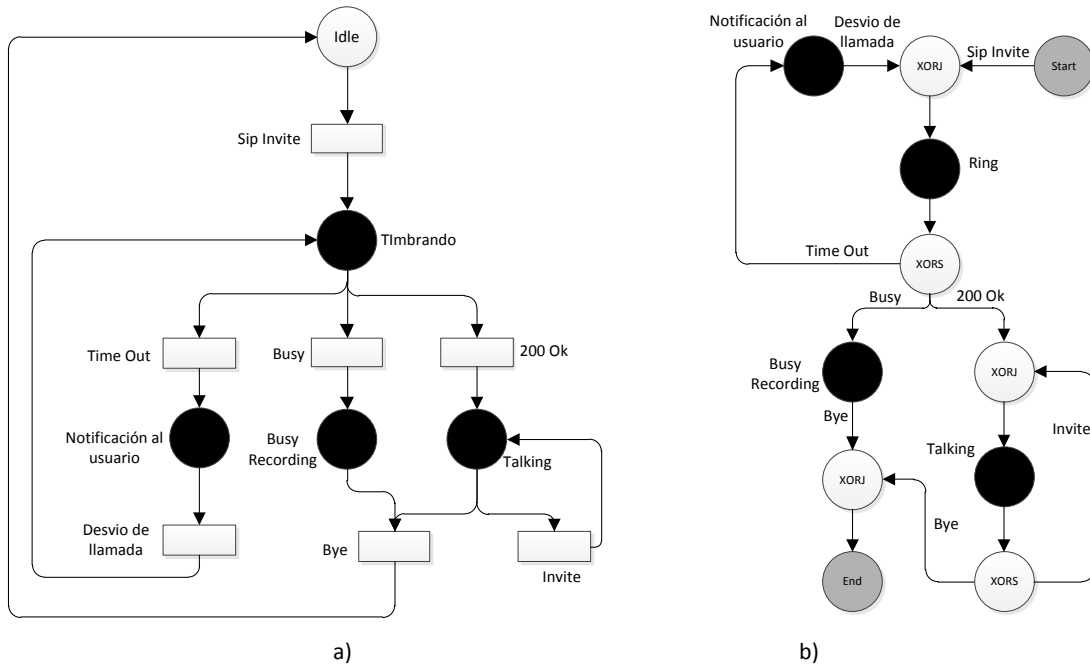 Idle
Sip Invite
TImbrando
Time Out
Busy
200 Ok
Notificación al
usuario
Busy
Recording
Talking
Desvio de
llamada
Bye
Invite
a)
Notificación al
usuario
Desvio de
llamada
XORJ
Sip Invite
Start
Ring
Time Out
XORS
Busy
200 Ok
Busy
Recording
XORJ
Bye
Invite
Talking
XORJ
Bye
End
XORS
b)